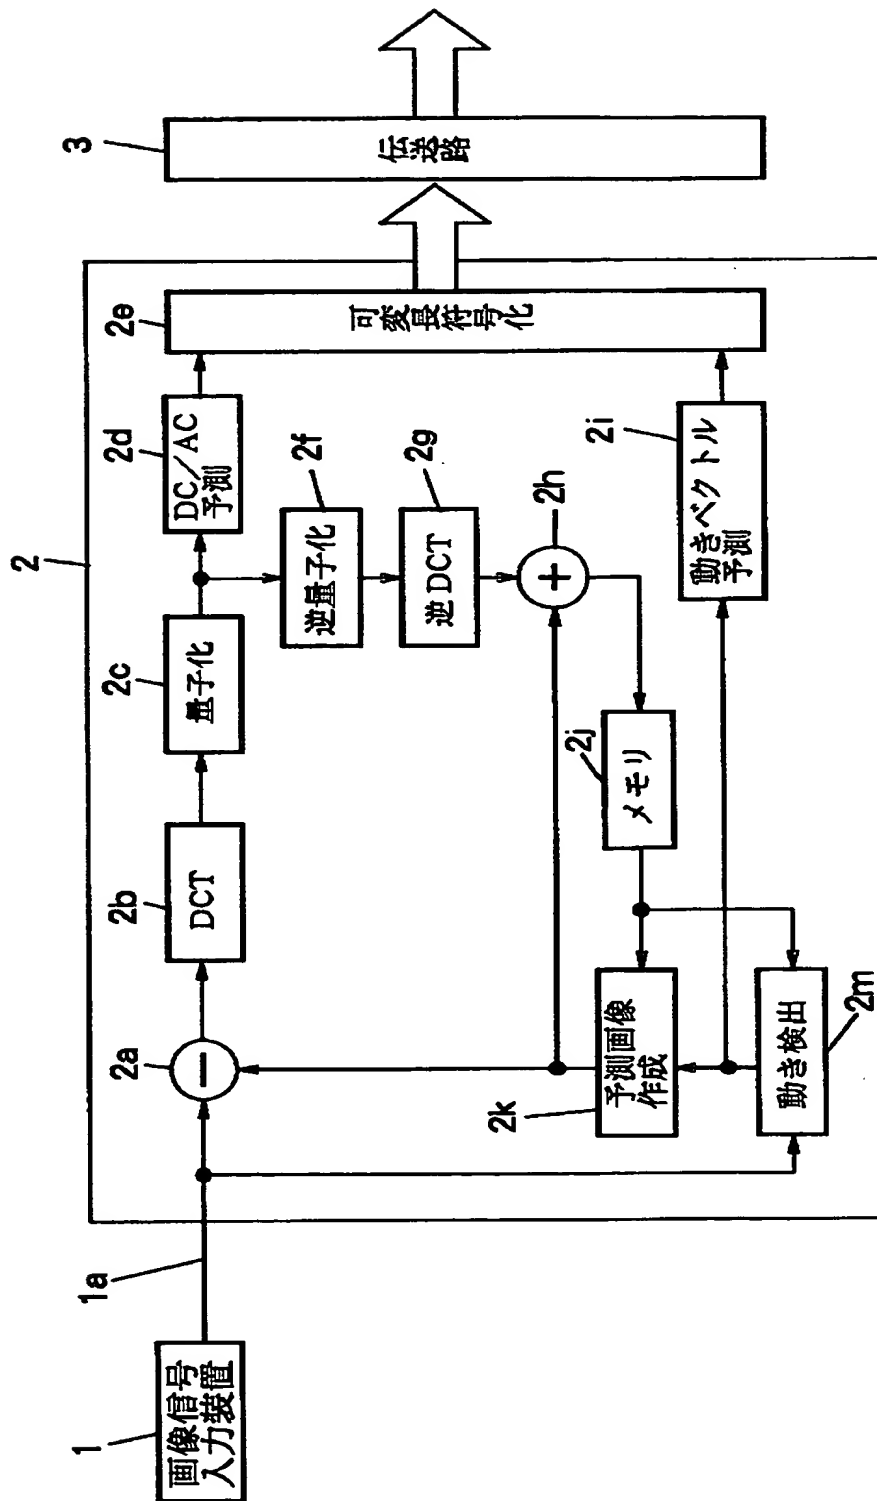 1
画像信号
入力装置
1a
2
2a
−
2b
DCT
2c
量子化
2d
DC／AC
予測
2e
可変長符号化
3
伝送路
2f
逆量子化
2g
逆DCT
2h
+
2j
メモリ
2k
予測画像
作成
2m
動き検出
2i
動きベクトル
予測